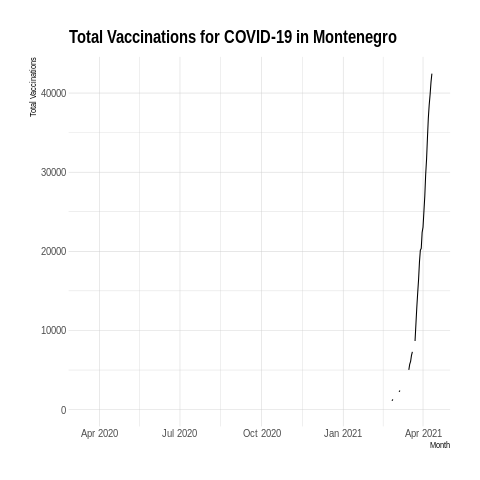 Total Vaccinations for COVID-19 in Montenegro
Total Vaccinations
40000
30000
20000
10000
0
Apr 2020 Jul 2020 Oct 2020 Jan 2021 Apr 2021
Month